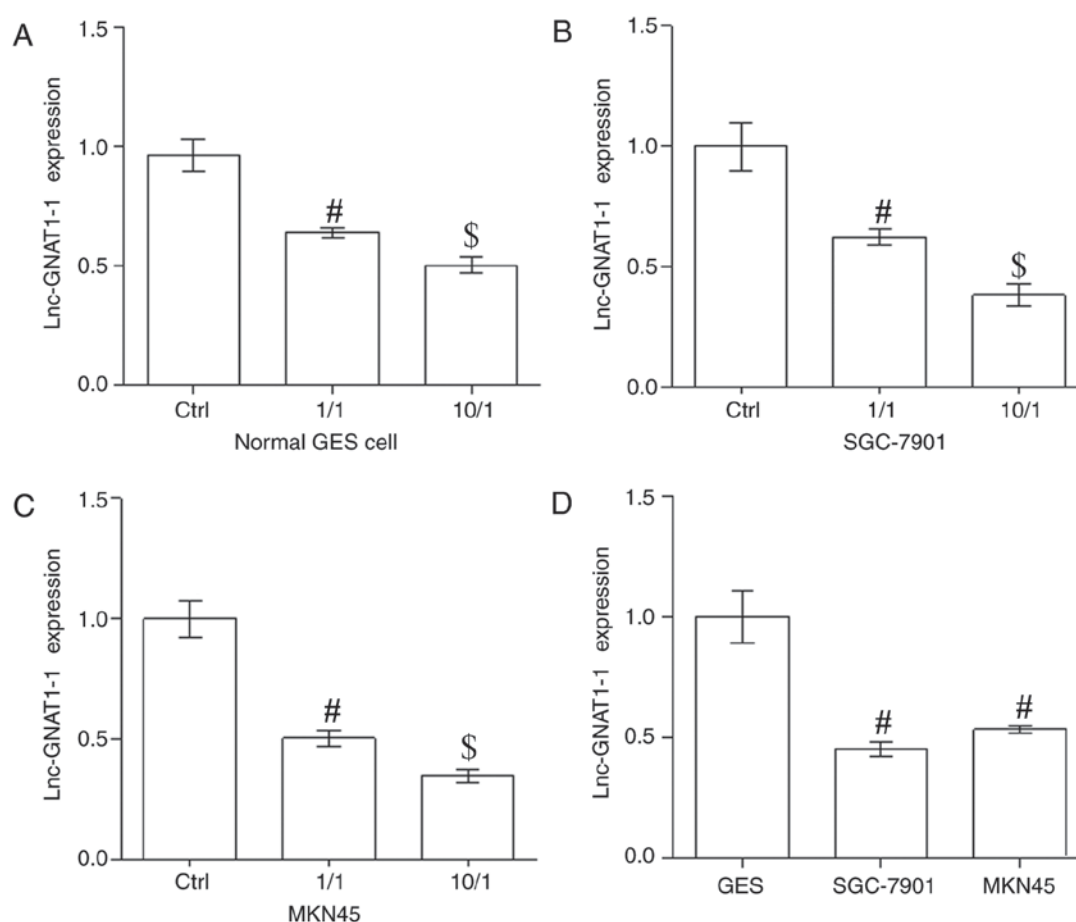 A
Lnc-GNAT1-1 expression
1.5
1.0
0.5
0.0
#
$
Ctrl 1/1 10/1
Normal GES cell
B
Lnc-GNAT1-1 expression
1.5
1.0
0.5
0.0
#
$
Ctrl 1/1 10/1
SGC-7901
C
Lnc-GNAT1-1 expression
1.5
1.0
0.5
0.0
#
$
Ctrl 1/1 10/1
MKN45
D
Lnc-GNAT1-1 expression
1.5
1.0
0.5
0.0
#
#
GES SGC-7901 MKN45